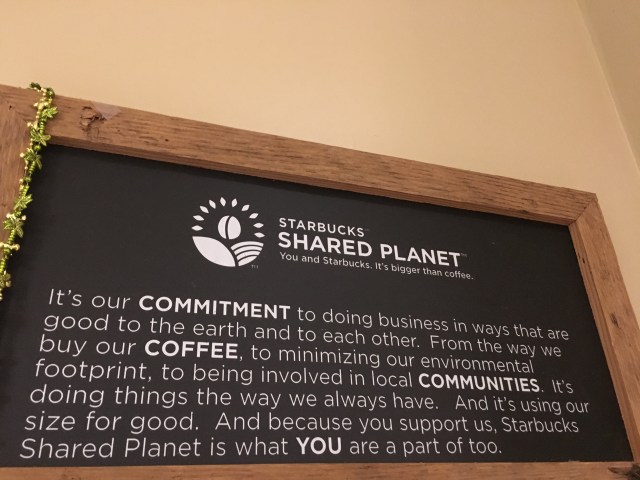 STARBUCKS™
SHARED PLANET™
You and Starbucks. It's bigger than coffee.
TM
It's our COMMITMENT to doing business in ways that are
good to the earth and to each other.  From the way we
buy our COFFEE, to minimizing our environmental
footprint, to being involved in local COMMUNITIES.  It's
doing things the way we always have.   And it's using our
size for good.  And because you support us, Starbucks
Shared Planet is what YOU are a part of too.